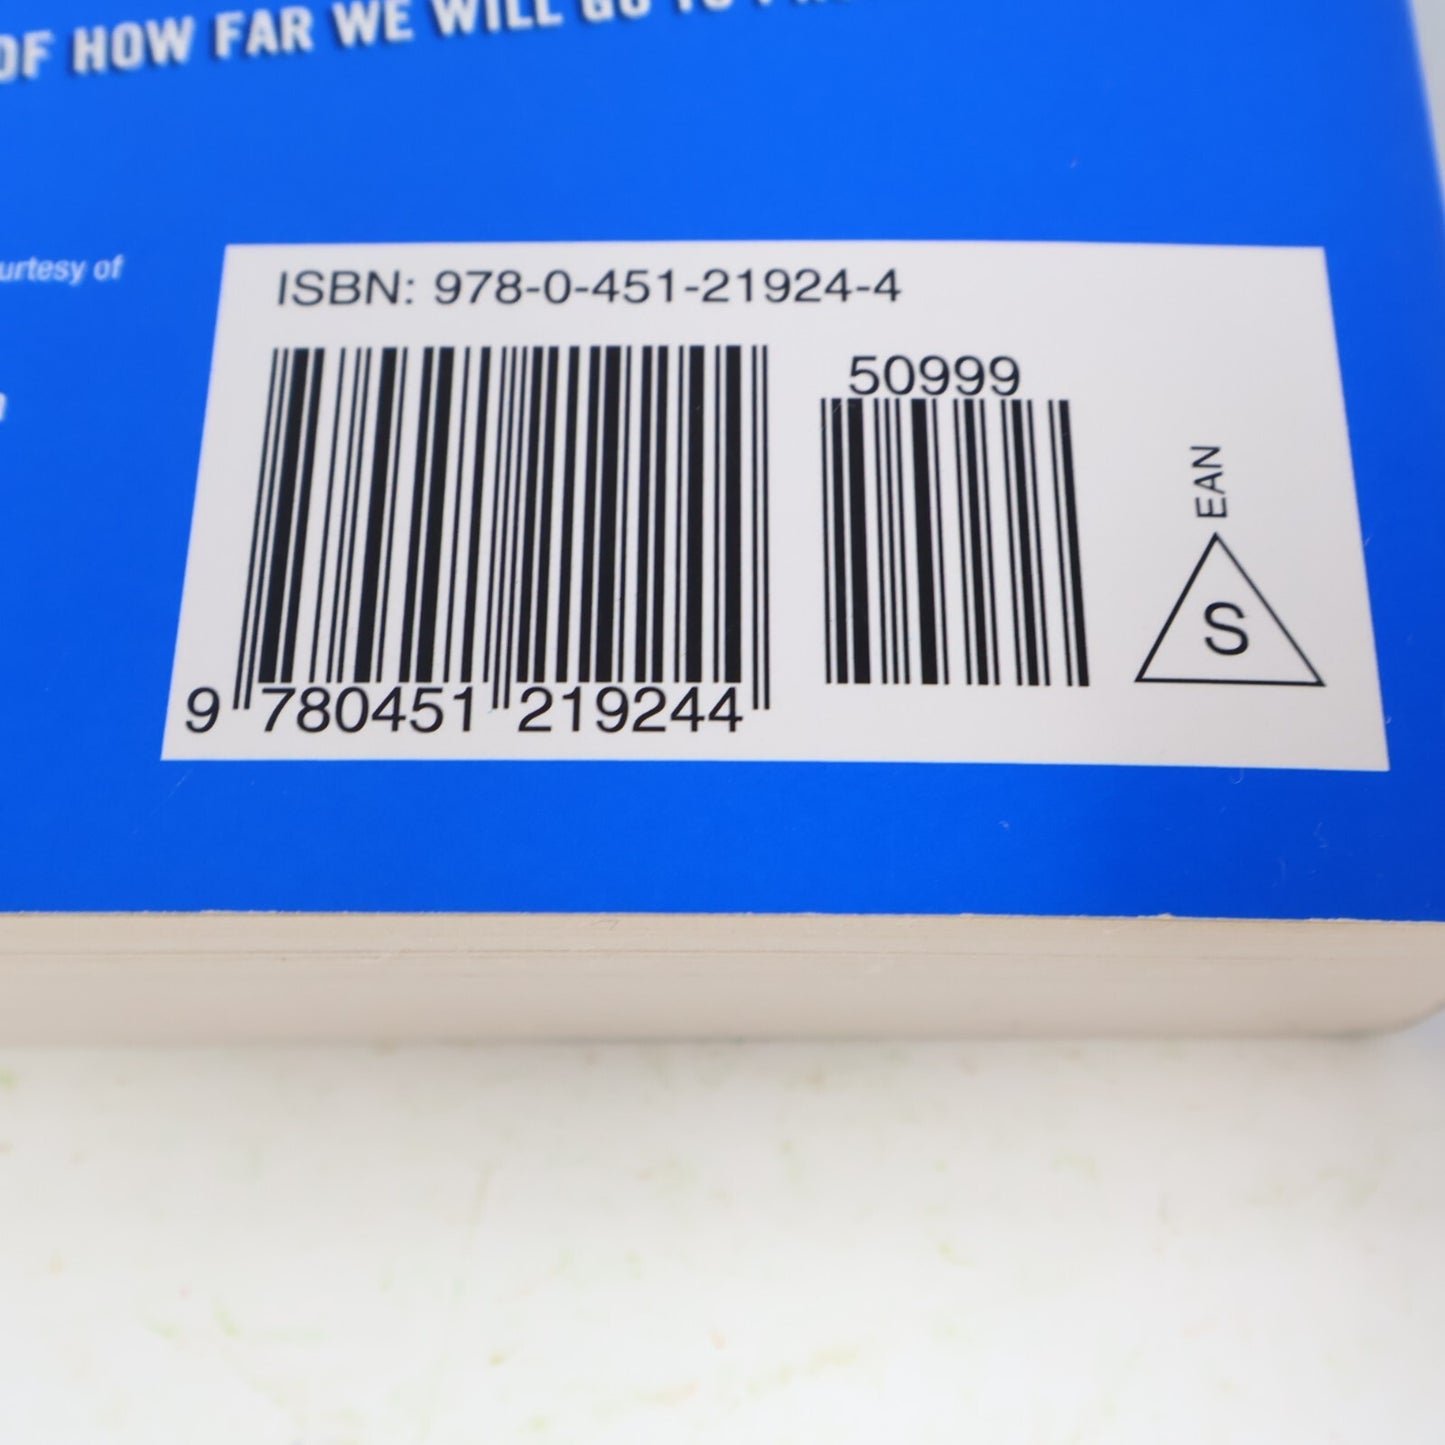 OF HOW FAR WE WILL GO TO
urtesy of
ISBN: 978-0-451-21924-4
50999
EAN
S
9 780451 219244